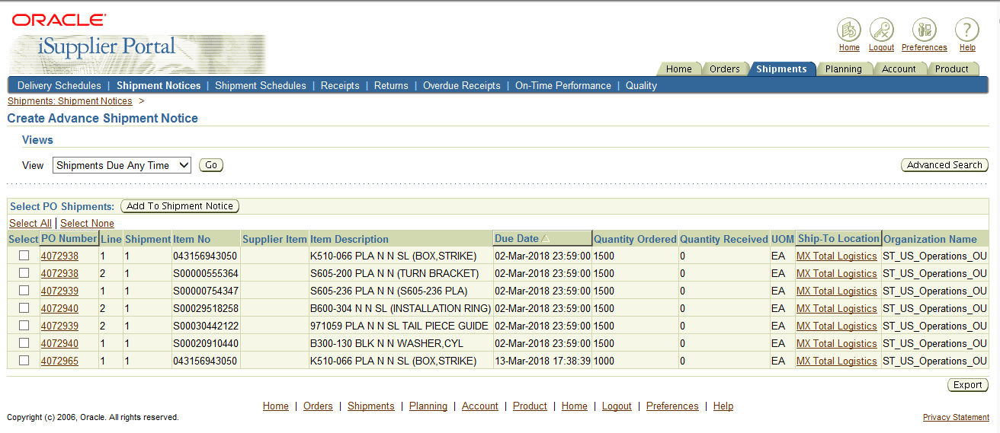 ORACLE®
iSupplier Portal
Home Logout Preferences Help
Home Orders Shipments Planning Account Product
Delivery Schedules | Shipment Notices | Shipment Schedules | Receipts | Returns | Overdue Receipts | On-Time Performance | Quality
Shipments: Shipment Notices >
Create Advance Shipment Notice
Views
View Shipments Due Any Time Go Advanced Search
Select PO Shipments: Add To Shipment Notice
Select All | Select None
Select PO Number Line Shipment Item No Supplier Item Item Description Due Date Quantity Ordered Quantity Received UOM Ship-To Location Organization Name
4072938 1 1 043156943050 K510-066 PLA N N SL (BOX,STRIKE) 02-Mar-2018 23:59:00 1500 0 EA MX Total Logistics ST_US_Operations_OU
4072938 2 1 S00000555364 S605-200 PLA N N (TURN BRACKET) 02-Mar-2018 23:59:00 1500 0 EA MX Total Logistics ST_US_Operations_OU
4072939 1 1 S00000754347 S605-236 PLA N N (S605-236 PLA) 02-Mar-2018 23:59:00 1500 0 EA MX Total Logistics ST_US_Operations_OU
4072940 2 1 S00029518258 B600-304 N N SL (INSTALLATION RING) 02-Mar-2018 23:59:00 1500 0 EA MX Total Logistics ST_US_Operations_OU
4072939 2 1 S00030442122 971059 PLA N N SL TAIL PIECE GUIDE 02-Mar-2018 23:59:00 1500 0 EA MX Total Logistics ST_US_Operations_OU
4072940 1 1 S00020910440 B300-130 BLK N N WASHER,CYL 02-Mar-2018 23:59:00 1500 0 EA MX Total Logistics ST_US_Operations_OU
4072965 1 1 043156943050 K510-066 PLA N N SL (BOX,STRIKE) 13-Mar-2018 17:38:39 1000 0 EA MX Total Logistics ST_US_Operations_OU
Export
Home | Orders | Shipments | Planning | Account | Product | Home | Logout | Preferences | Help
Copyright (c) 2006, Oracle. All rights reserved. Privacy Statement